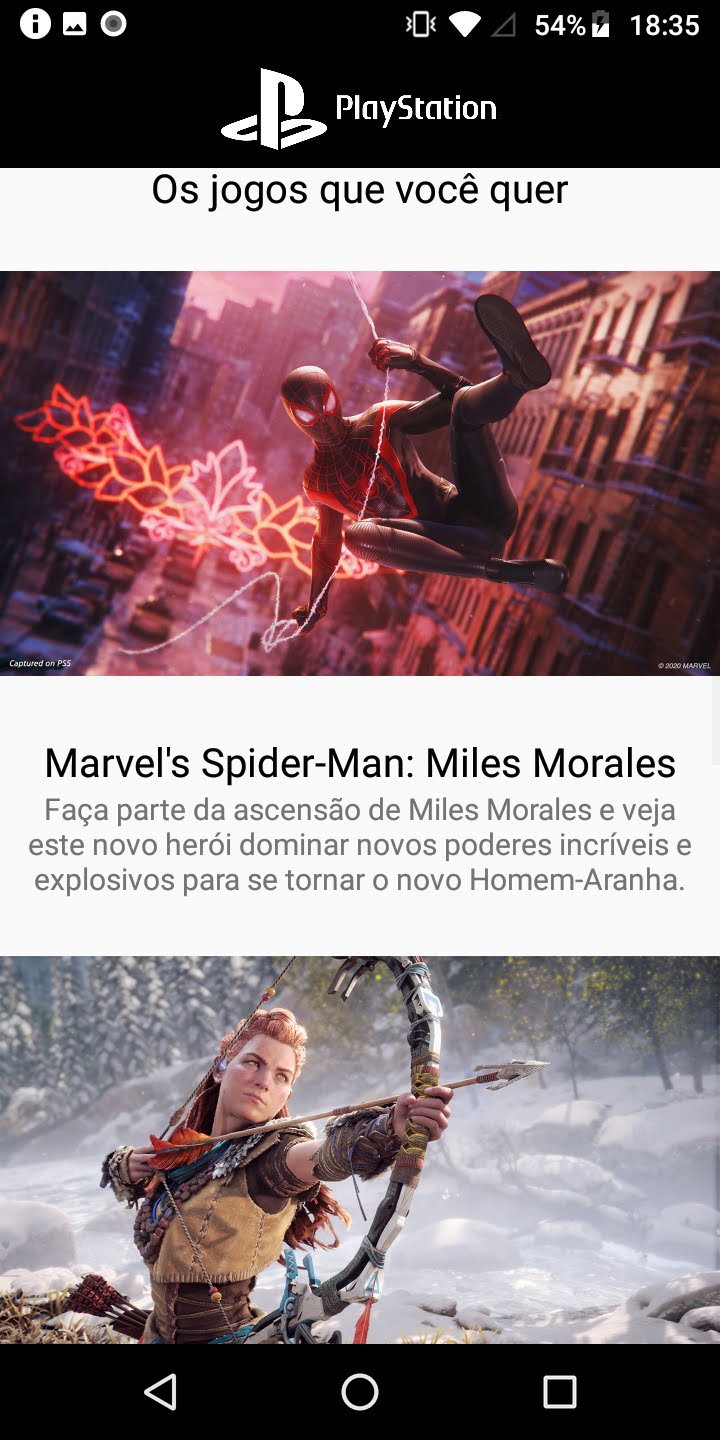 54% 18:35
PlayStation
Os jogos que você quer
Captured on PS5
© 2020 MARVEL
Marvel's Spider-Man: Miles Morales
Faça parte da ascensão de Miles Morales e veja
este novo herói dominar novos poderes incríveis e
explosivos para se tornar o novo Homem-Aranha.